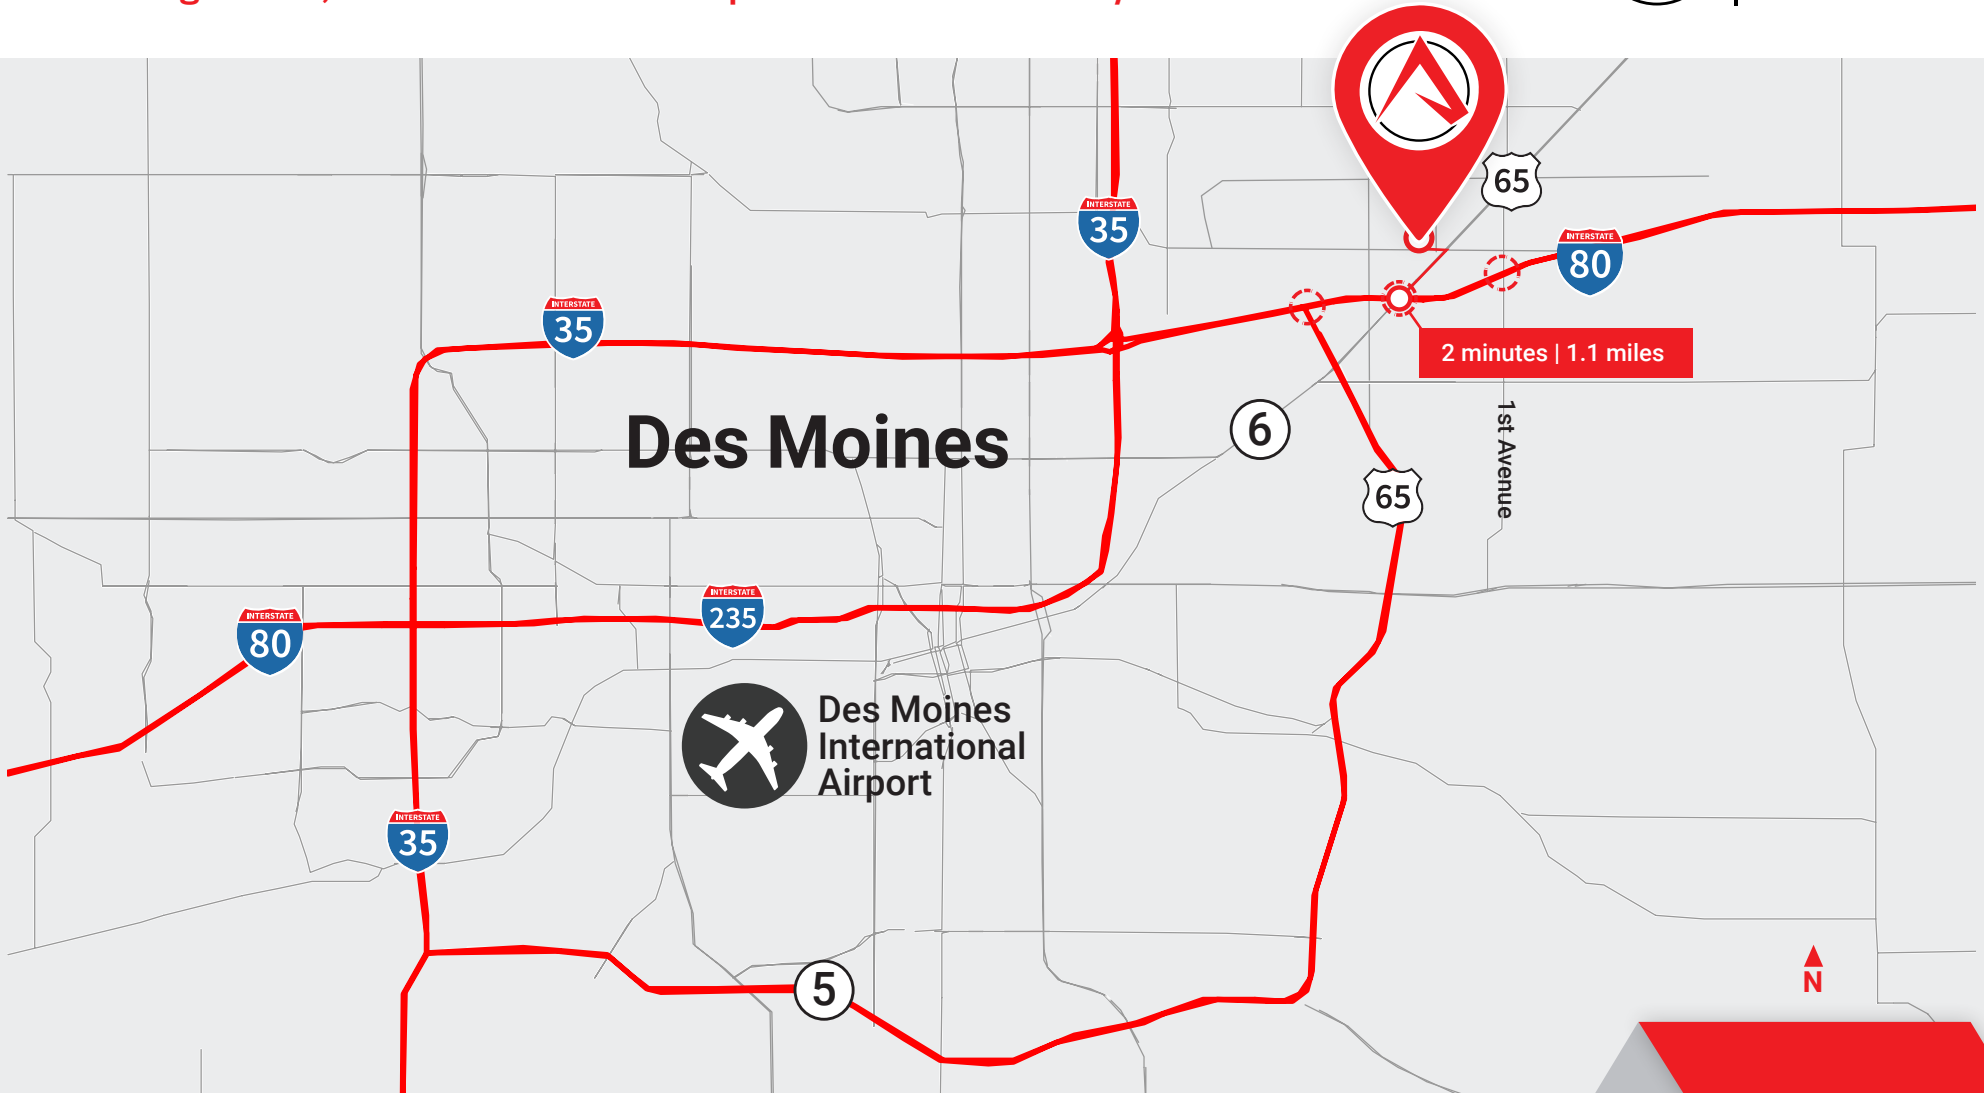 INTERSTATE
35
65
INTERSTATE
80
INTERSTATE
35
2 minutes | 1.1 miles
Des Moines
6
1st Avenue
65
INTERSTATE
235
INTERSTATE
80
Des Moines
International
Airport
INTERSTATE
35
5
N